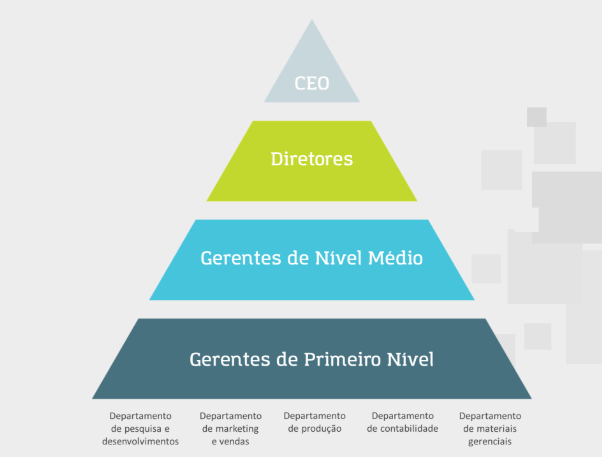 CEO
Diretores
Gerentes de Nível Médio
Gerentes de Primeiro Nível
Departamento
de pesquisa e
desenvolvimentos
Departamento
de marketing
e vendas
Departamento
de produção
Departamento
de contabilidade
Departamento
de materiais
gerenciais